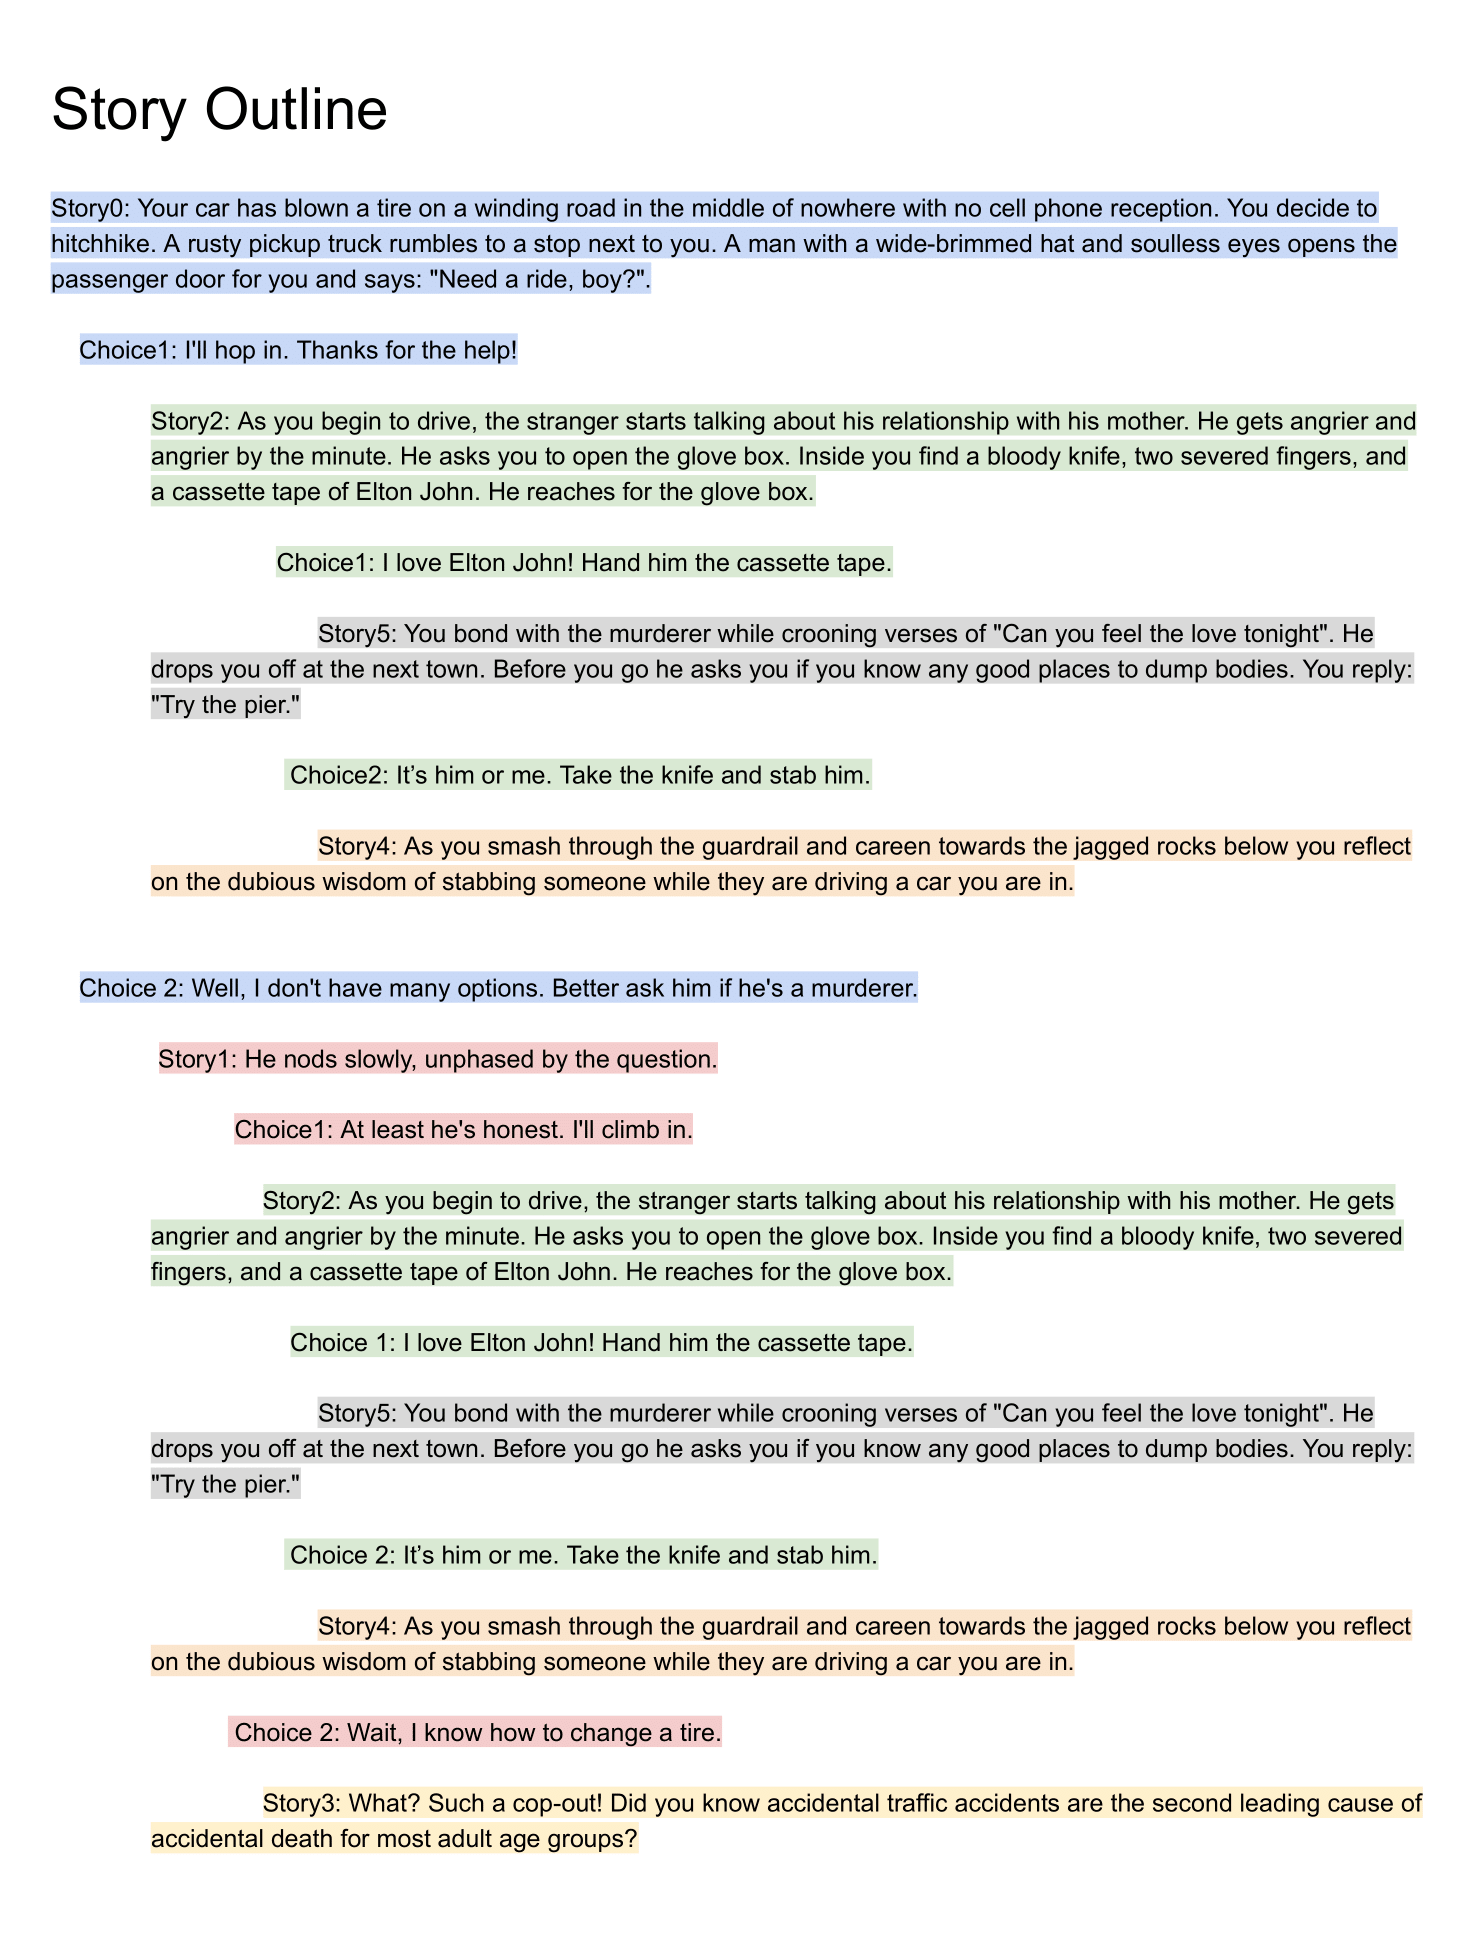 Story Outline
Story0: Your car has blown a tire on a winding road in the middle of nowhere with no cell phone reception. You decide to
hitchhike. A rusty pickup truck rumbles to a stop next to you. A man with a wide-brimmed hat and soulless eyes opens the
passenger door for you and says: "Need a ride, boy?".
Choice1: I'll hop in. Thanks for the help!
Story2: As you begin to drive, the stranger starts talking about his relationship with his mother. He gets angrier and
angrier by the minute. He asks you to open the glove box. Inside you find a bloody knife, two severed fingers, and
a cassette tape of Elton John. He reaches for the glove box.
Choice1: I love Elton John! Hand him the cassette tape.
Story5: You bond with the murderer while crooning verses of "Can you feel the love tonight". He
drops you off at the next town. Before you go he asks you if you know any good places to dump bodies. You reply:
"Try the pier."
Choice2: It’s him or me. Take the knife and stab him.
Story4: As you smash through the guardrail and careen towards the jagged rocks below you reflect
on the dubious wisdom of stabbing someone while they are driving a car you are in.
Choice 2: Well, I don't have many options. Better ask him if he's a murderer.
Story1: He nods slowly, unphased by the question.
Choice1: At least he's honest. I'll climb in.
Story2: As you begin to drive, the stranger starts talking about his relationship with his mother. He gets
angrier and angrier by the minute. He asks you to open the glove box. Inside you find a bloody knife, two severed
fingers, and a cassette tape of Elton John. He reaches for the glove box.
Choice 1: I love Elton John! Hand him the cassette tape.
Story5: You bond with the murderer while crooning verses of "Can you feel the love tonight". He
drops you off at the next town. Before you go he asks you if you know any good places to dump bodies. You reply:
"Try the pier."
Choice 2: It’s him or me. Take the knife and stab him.
Story4: As you smash through the guardrail and careen towards the jagged rocks below you reflect
on the dubious wisdom of stabbing someone while they are driving a car you are in.
Choice 2: Wait, I know how to change a tire.
Story3: What? Such a cop-out! Did you know accidental traffic accidents are the second leading cause of
accidental death for most adult age groups?